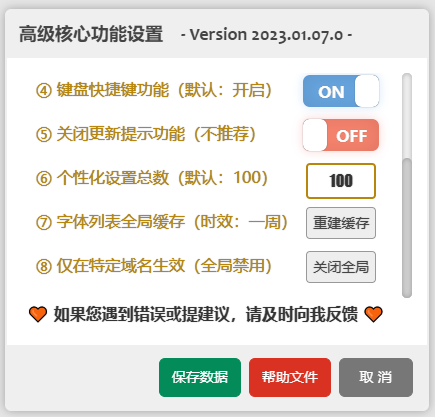 高级核心功能设置 - Version 2023.01.07.0 -
④ 键盘快捷键功能（默认：开启） ON
⑤ 关闭更新提示功能（不推荐） OFF
⑥ 个性化设置总数（默认：100） 100
⑦ 字体列表全局缓存（时效：一周） 重建缓存
⑧ 仅在特定域名生效（全局禁用） 关闭全局
🧡 如果您遇到错误或提建议，请及时向我反馈 🧡
保存数据 帮助文件 取 消